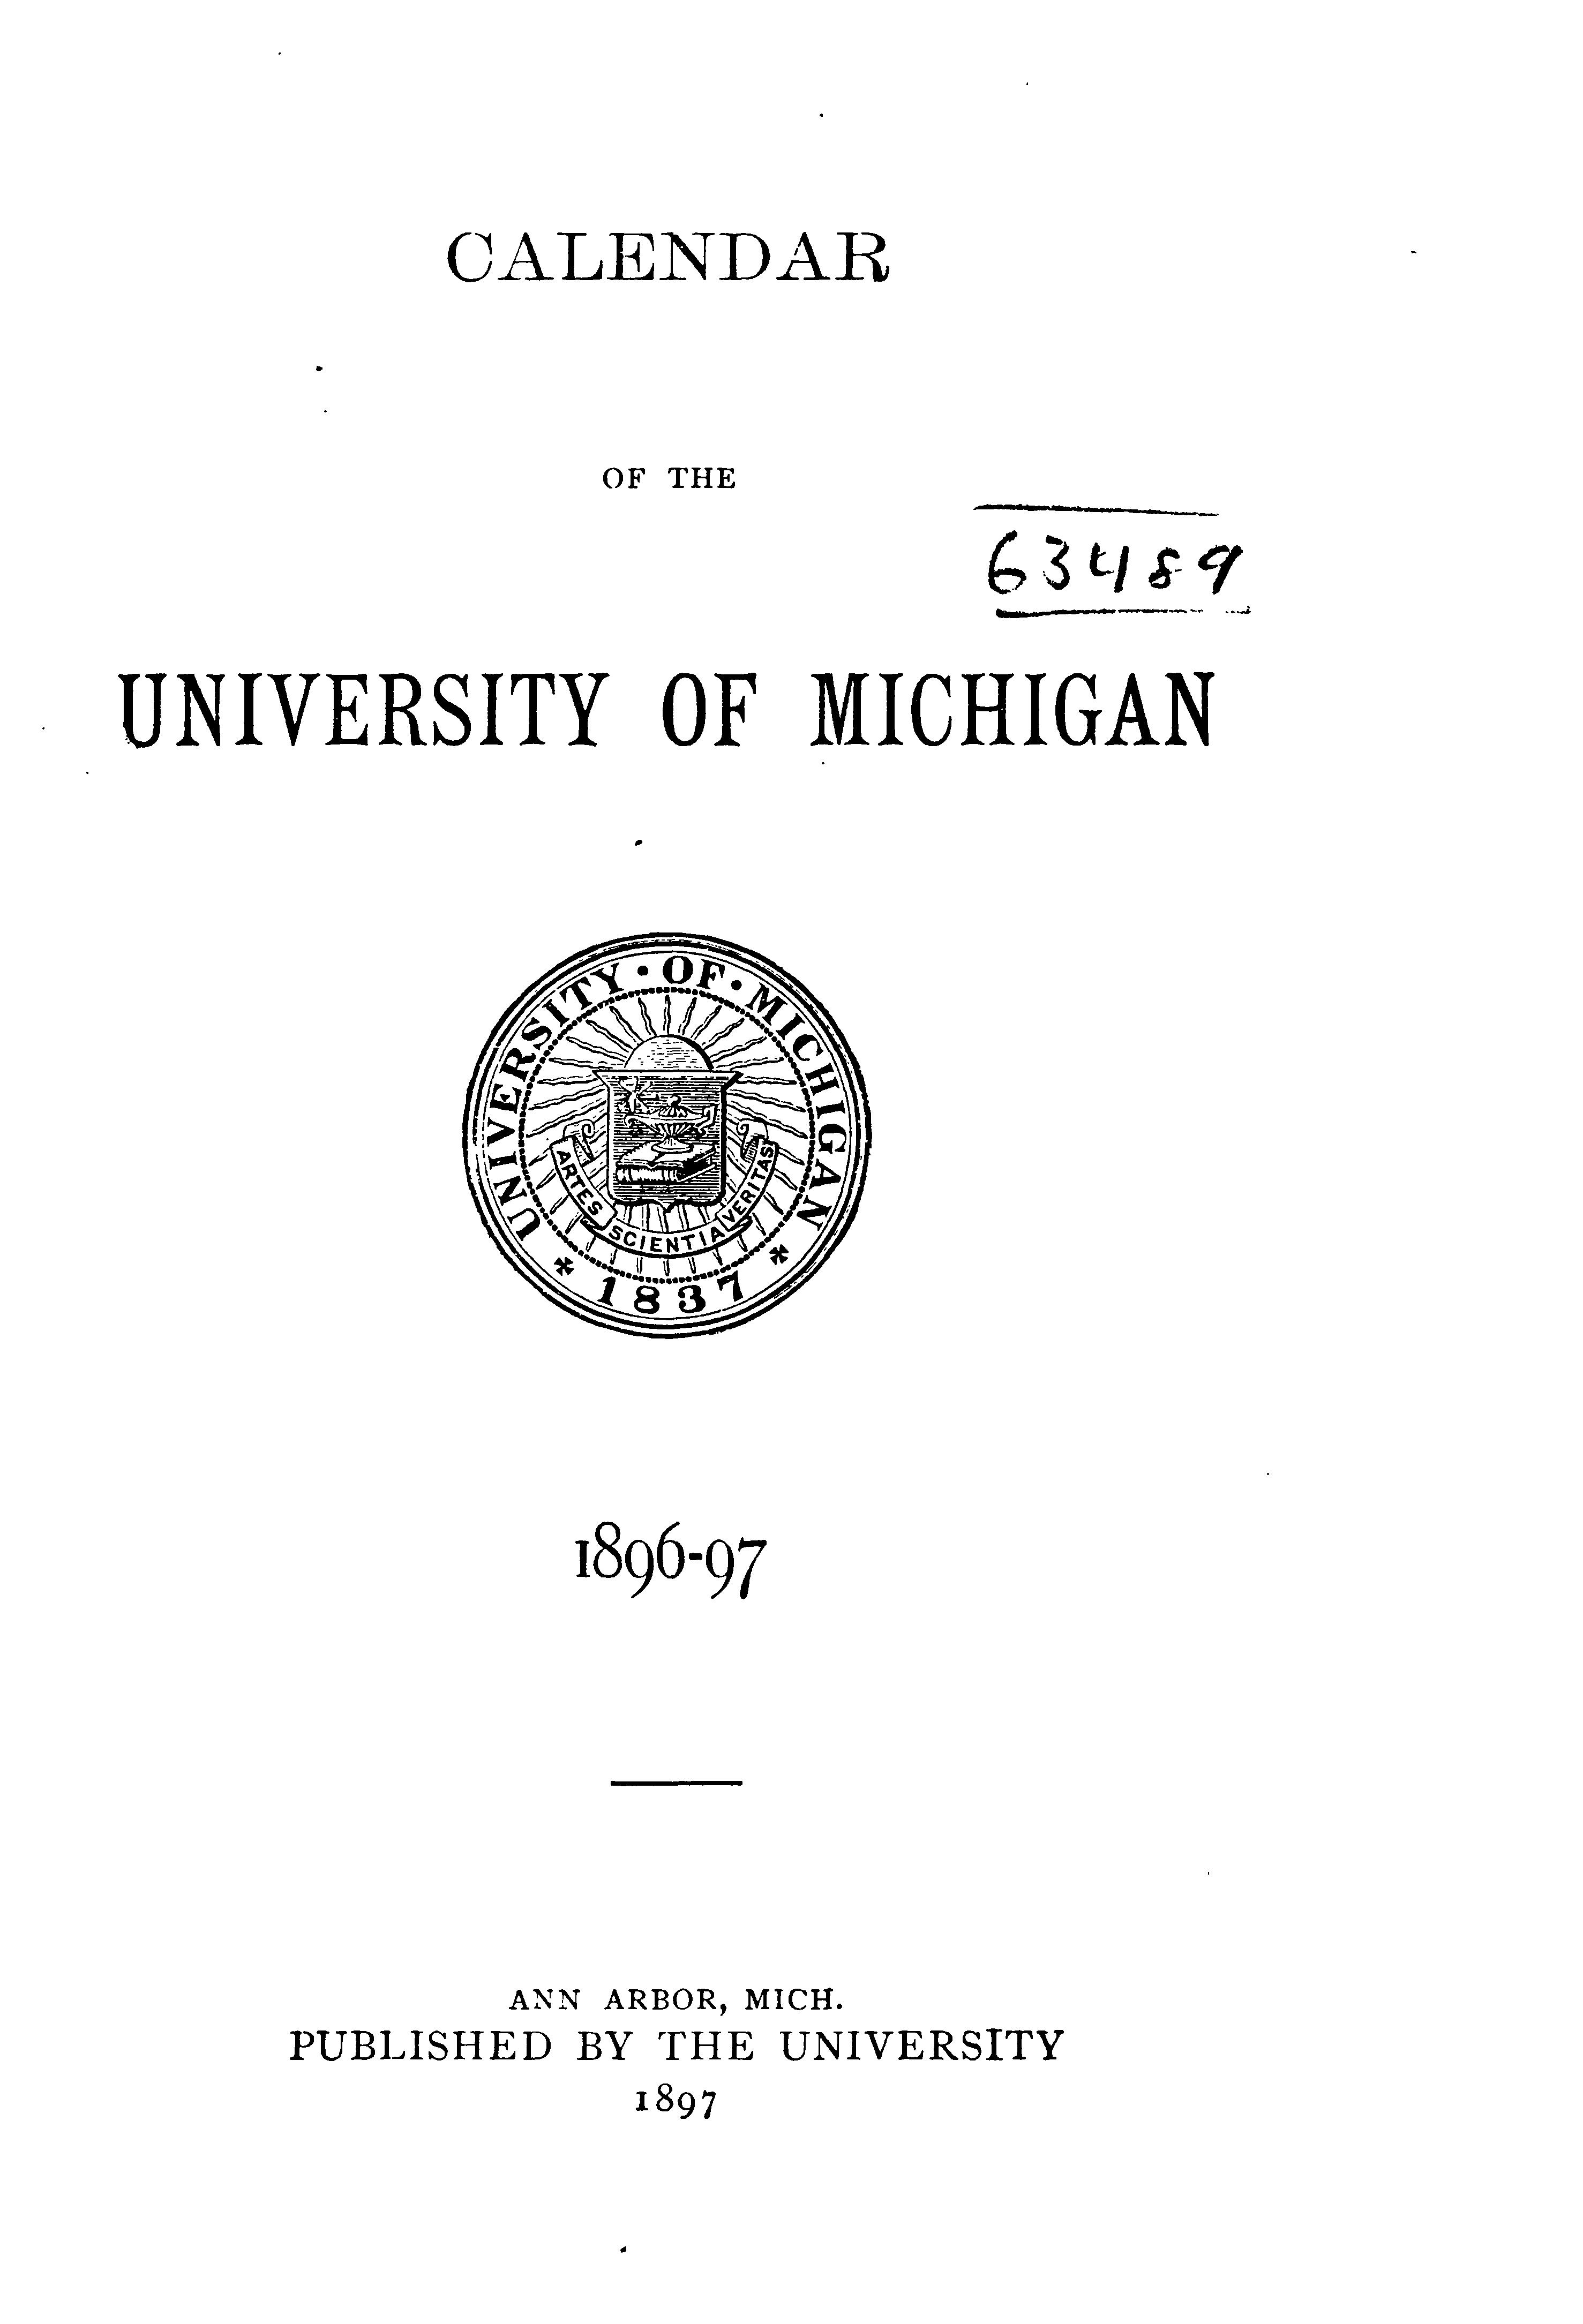 CALENDAR
OF THE
63489
UNIVERSITY OF MICHIGAN
UNIVERSITY · OF · MICHIGAN
ARTES
SCIENTIA
VERITAS
* 1837 *
1896-97
ANN ARBOR, MICH.
PUBLISHED BY THE UNIVERSITY
1897